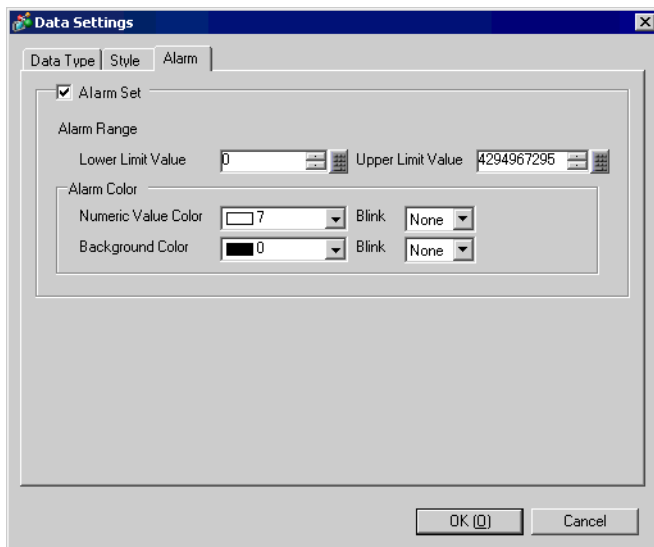 Data Settings
Data Type Style Alarm
Alarm Set
Alarm Range
Lower Limit Value 0 Upper Limit Value 4294967295
Alarm Color
Numeric Value Color 7 Blink None
Background Color 0 Blink None
OK (O) Cancel